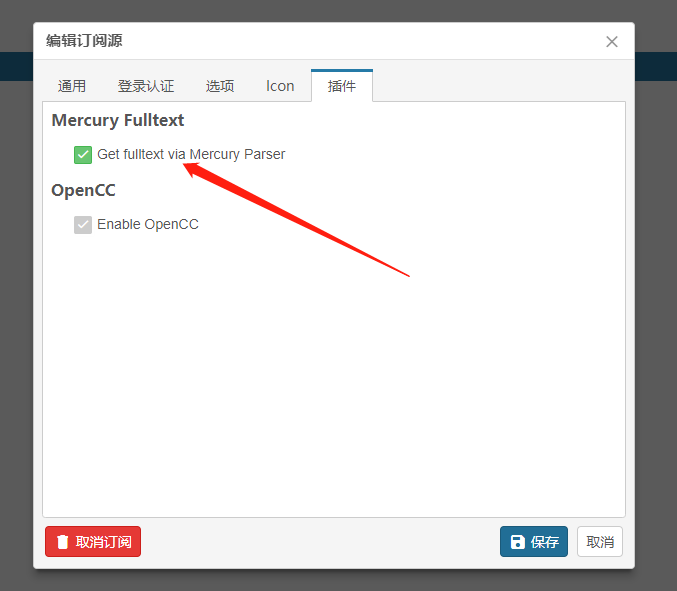 编辑订阅源
通用 登录认证 选项 Icon 插件
Mercury Fulltext
Get fulltext via Mercury Parser
OpenCC
Enable OpenCC
取消订阅 保存 取消